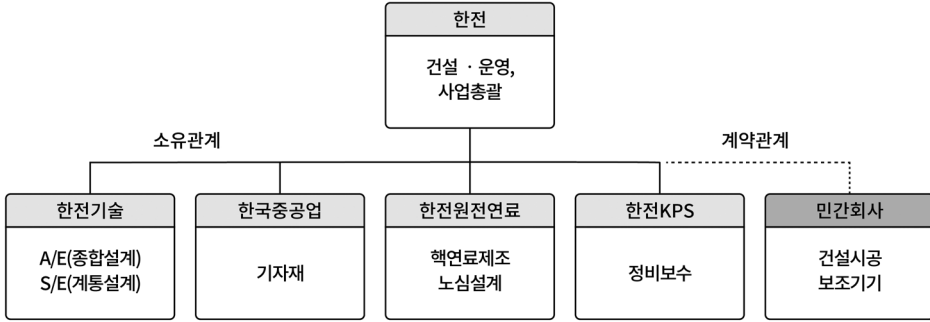 한전
건설 · 운영,
사업총괄
소유관계
계약관계
한전기술
A/E(종합설계)
S/E(계통설계)
한국중공업
기자재
한전원전연료
핵연료제조
노심설계
한전KPS
정비보수
민간회사
건설시공
보조기기